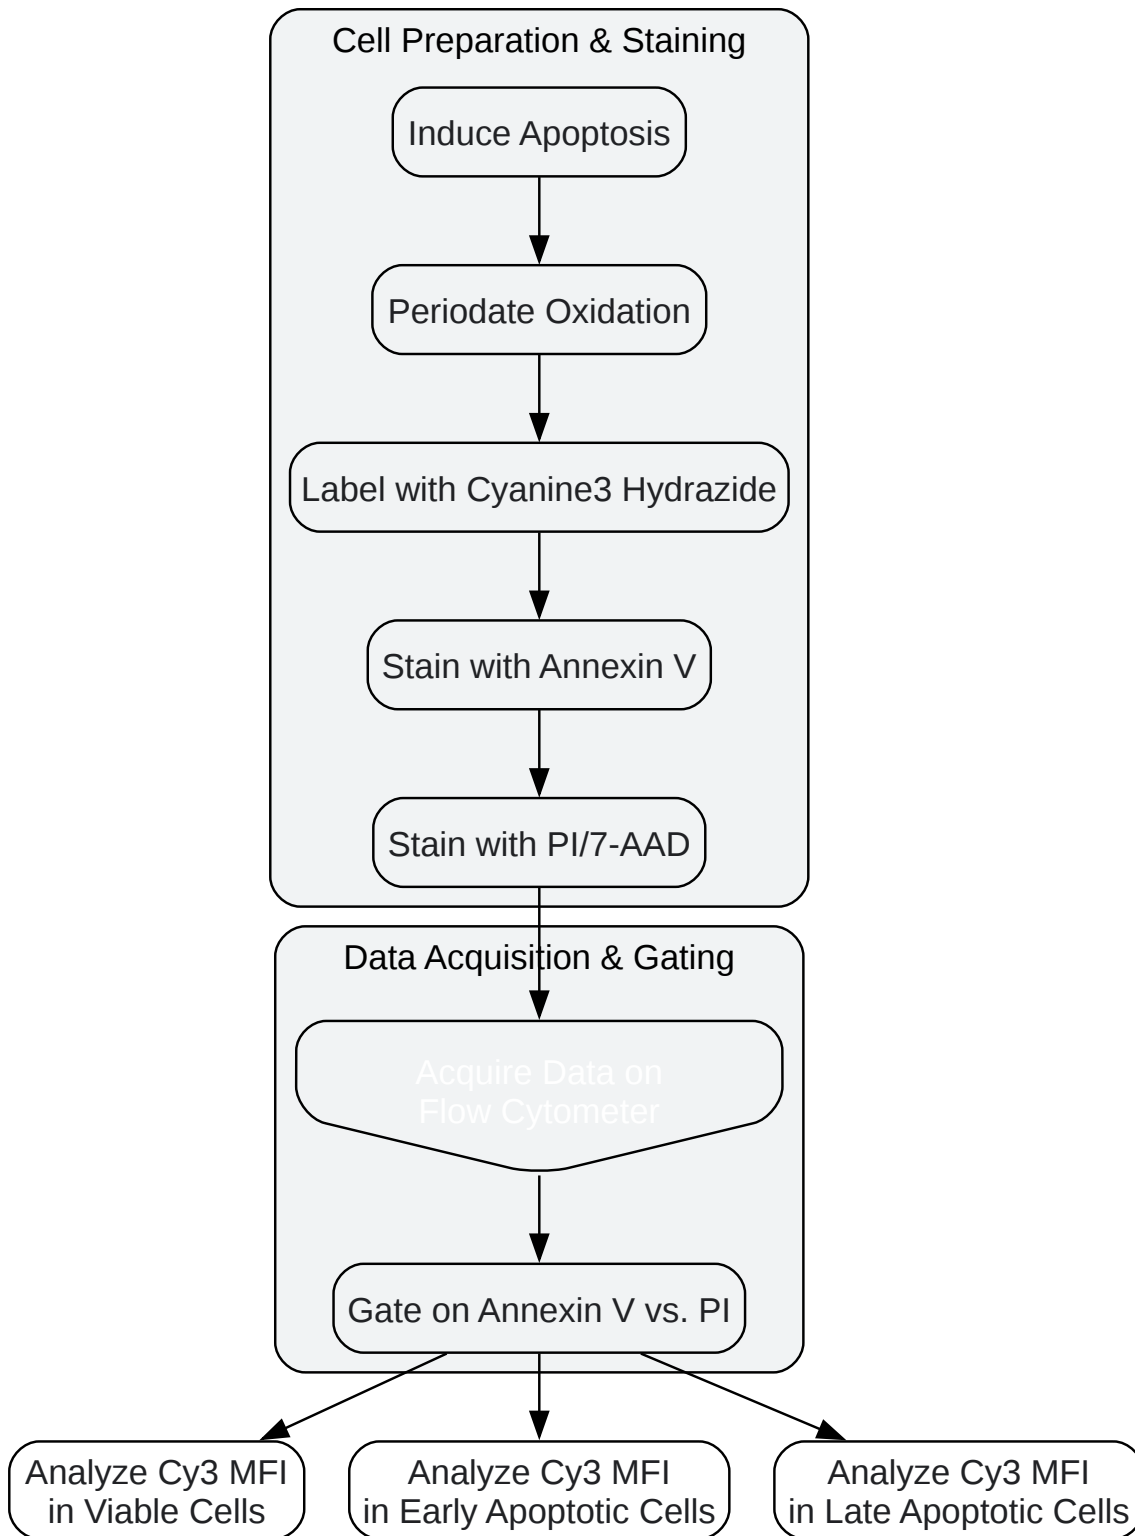 Cell Preparation & Staining
Induce Apoptosis
Periodate Oxidation
Label with Cyanine3 Hydrazide
Stain with Annexin V
Stain with PI/7-AAD
Data Acquisition & Gating
Acquire Data on
Flow Cytometer
Gate on Annexin V vs. PI
Analyze Cy3 MFI
in Viable Cells
Analyze Cy3 MFI
in Early Apoptotic Cells
Analyze Cy3 MFI
in Late Apoptotic Cells